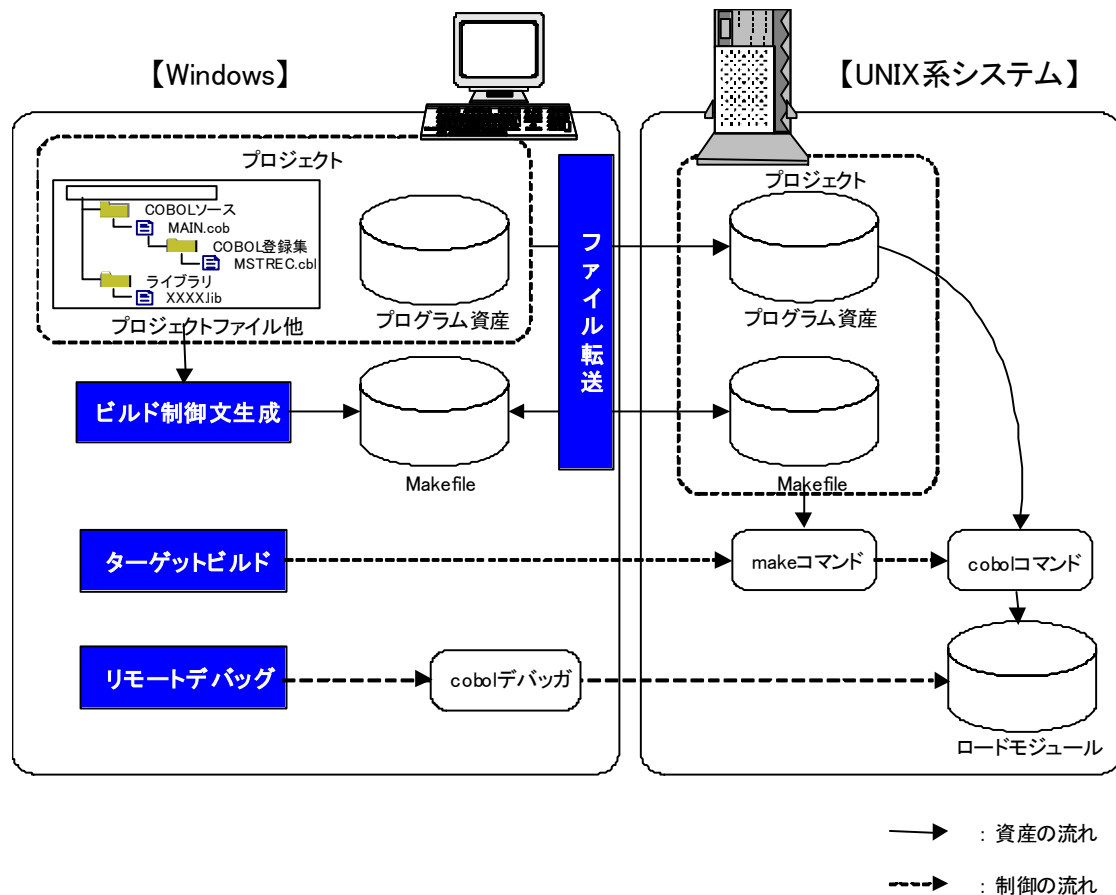 【Windows】
【UNIX系システム】
プロジェクト
COBOLソース
MAIN.cob
COBOL登録集
MSTREC.cbl
ライブラリ
XXXX.lib
プロジェクトファイル他
プログラム資産
ファイル転送
プロジェクト
プログラム資産
ビルド制御文生成
Makefile
Makefile
ターゲットビルド
makeコマンド
cobolコマンド
リモートデバッグ
cobolデバッガ
ロードモジュール
：資産の流れ
：制御の流れ